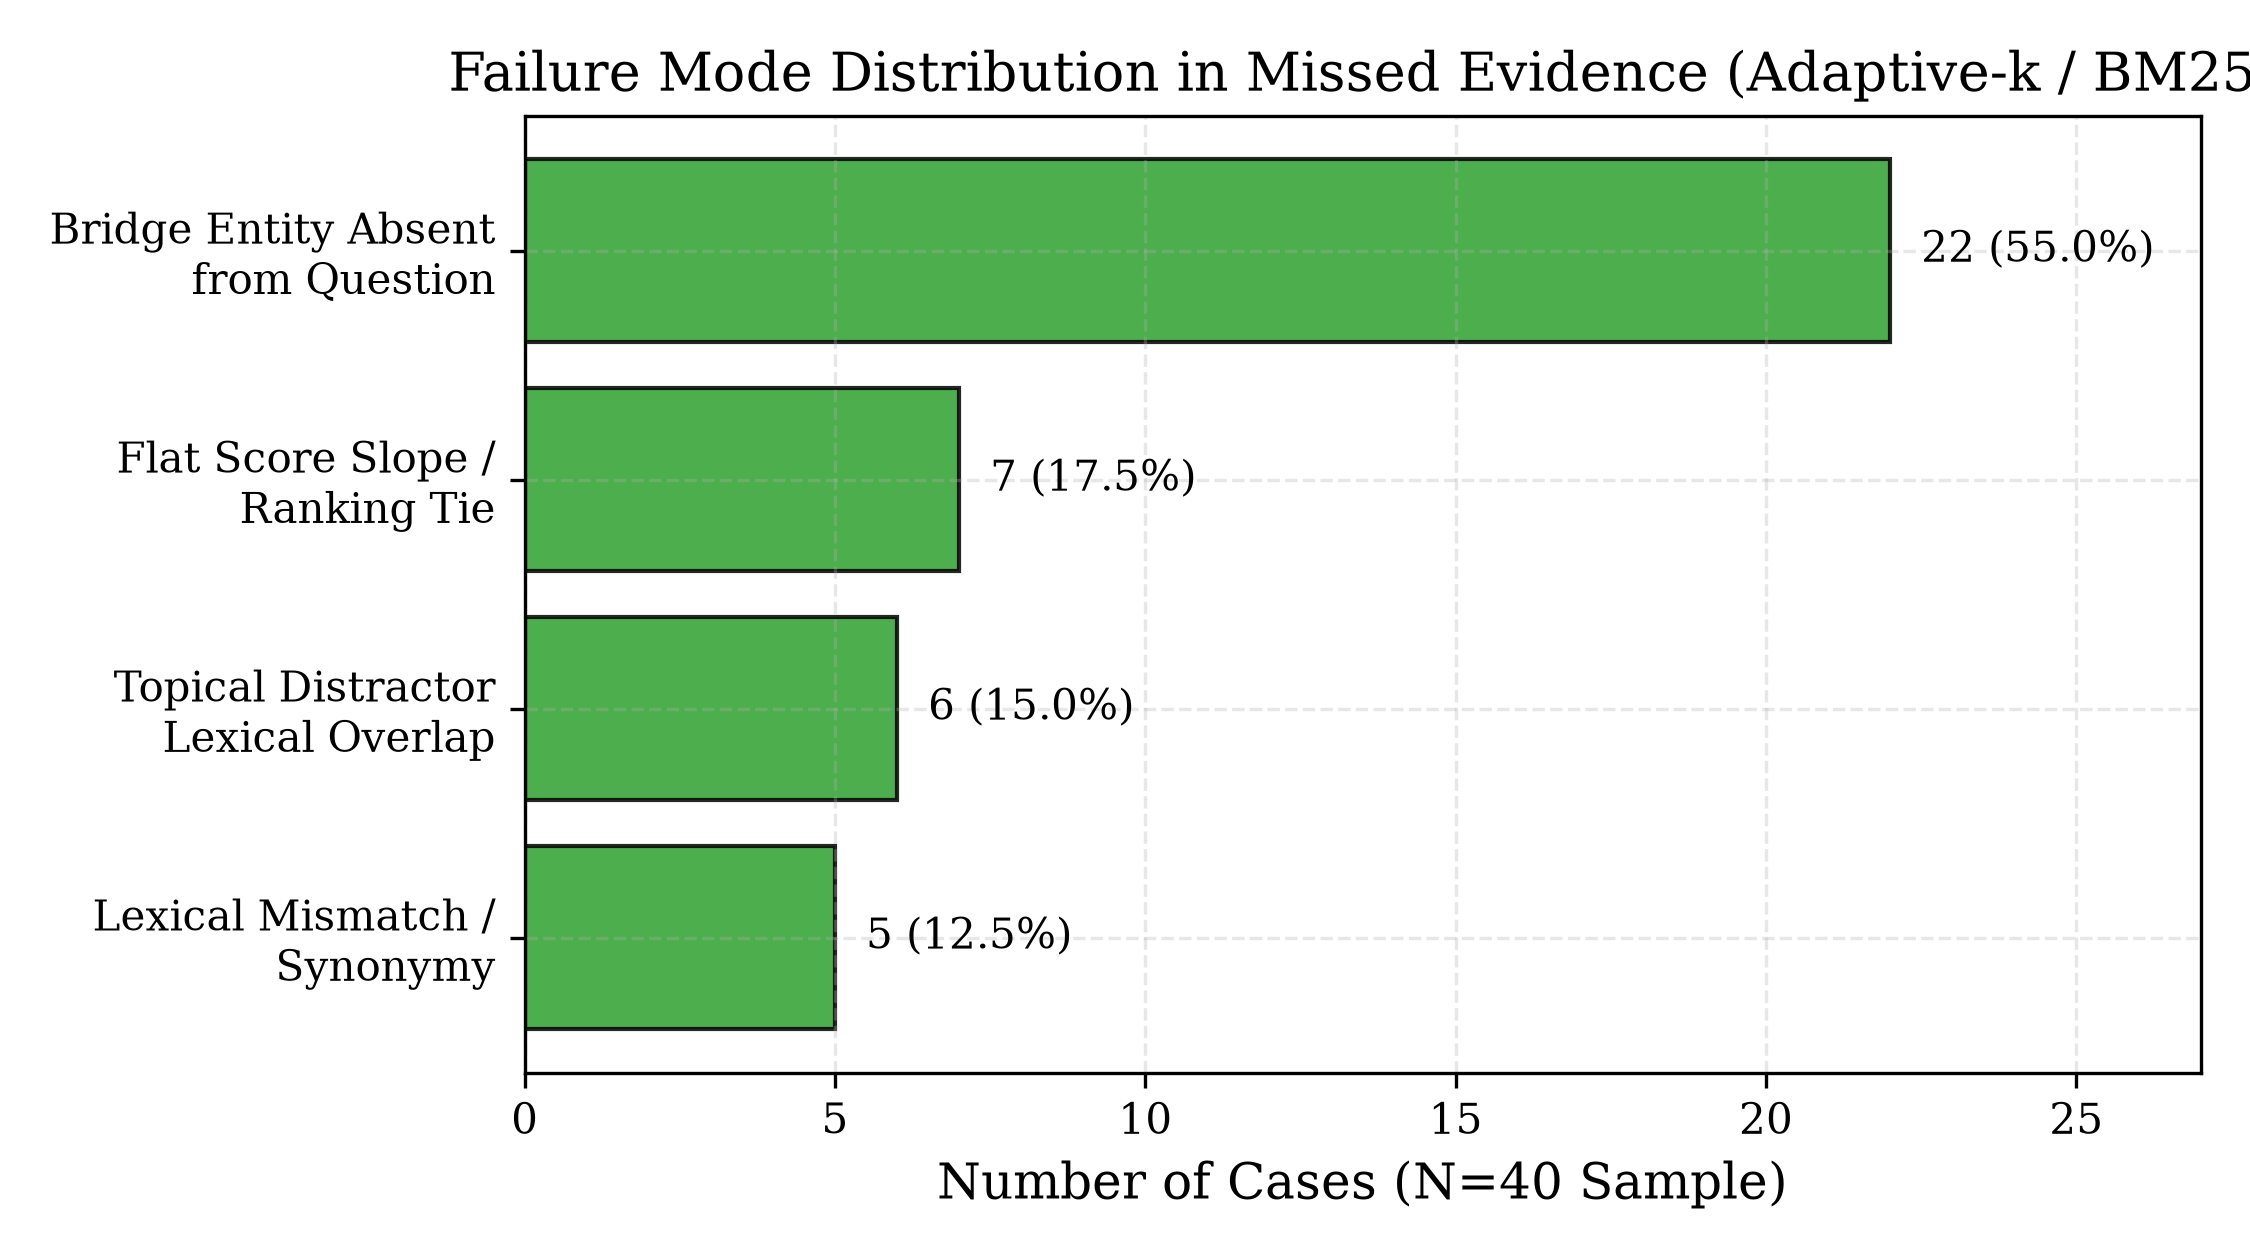 Failure Mode Distribution in Missed Evidence (Adaptive-k / BM25
Bridge Entity Absent
from Question
22 (55.0%)
Flat Score Slope /
Ranking Tie
7 (17.5%)
Topical Distractor
Lexical Overlap
6 (15.0%)
Lexical Mismatch /
Synonymy
5 (12.5%)
0 5 10 15 20 25
Number of Cases (N=40 Sample)